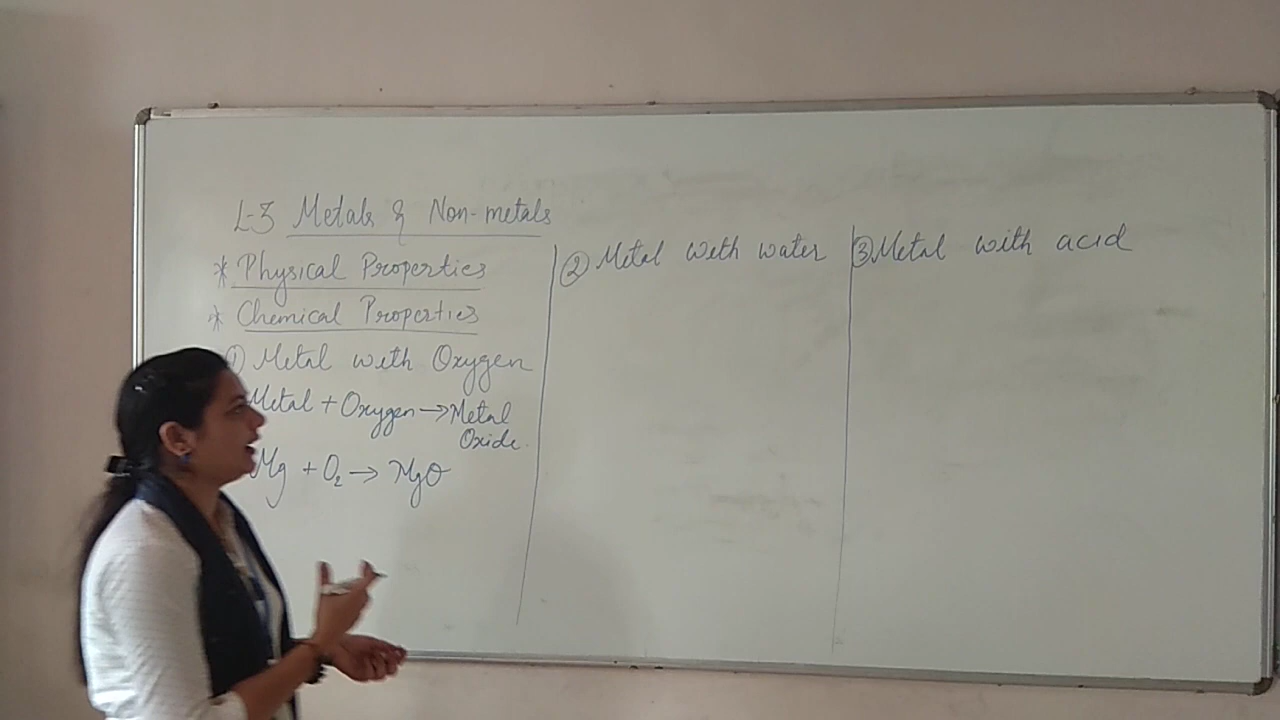 L-3 Metals & Non-metals
* Physical Properties
* Chemical Properties
① Metal with Oxygen
Metal + Oxygen → Metal
Oxide.
Mg + O₂ → MgO
② Metal with water
③ Metal with acid